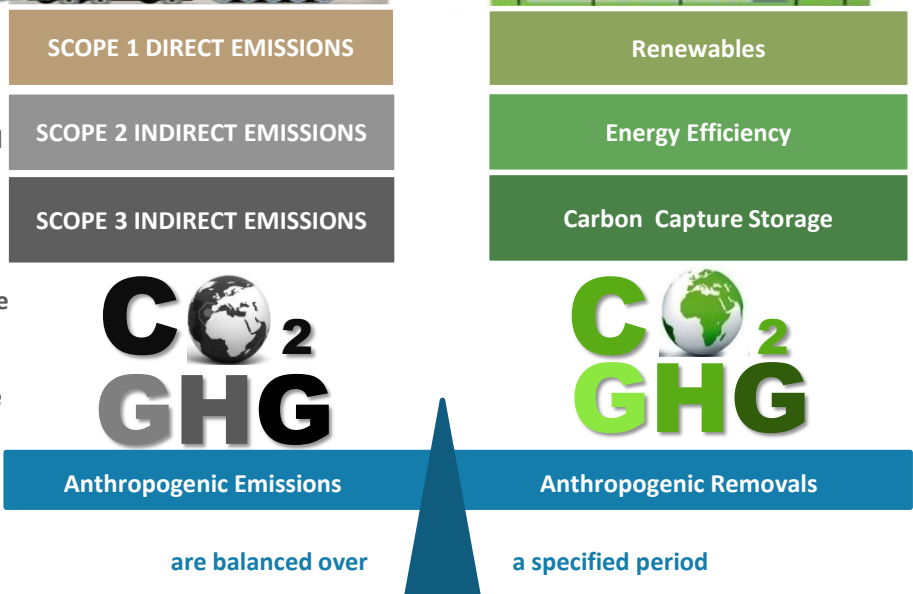 SCOPE 1 DIRECT EMISSIONS
SCOPE 2 INDIRECT EMISSIONS
SCOPE 3 INDIRECT EMISSIONS
Renewables
Energy Efficiency
Carbon Capture Storage
CO2
GHG
CO2
GHG
Anthropogenic Emissions
Anthropogenic Removals
are balanced over
a specified period